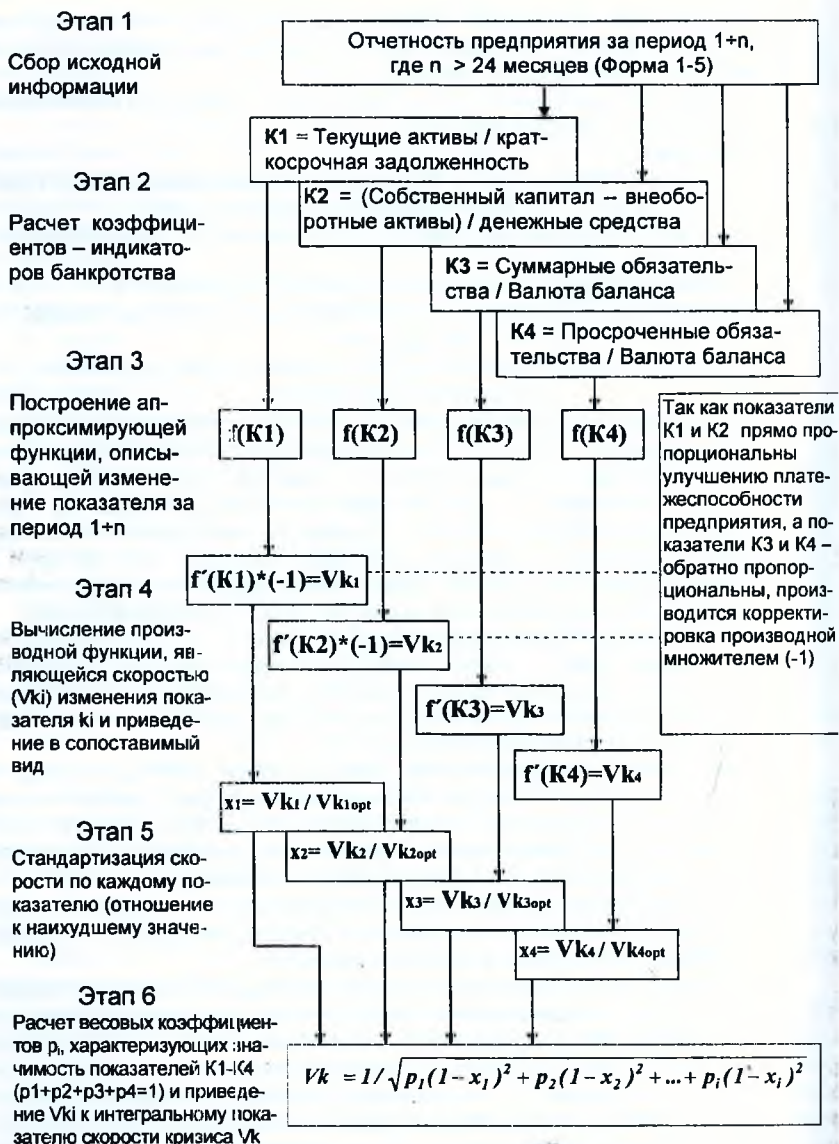 Этап 1
Сбор исходной
информации
Отчетность предприятия за период 1÷n,
где n > 24 месяцев (Форма 1-5)
K1 = Текущие активы / крат-
косрочная задолженность
Этап 2
Расчет коэффици-
ентов – индикато-
ров банкротства
K2 = (Собственный капитал – внеобо-
ротные активы) / денежные средства
K3 = Суммарные обязатель-
ства / Валюта баланса
K4 = Просроченные обяза-
тельства / Валюта баланса
Этап 3
Построение ап-
проксимирующей
функции, описы-
вающей измене-
ние показателя за
период 1÷n
f(K1)
f(K2)
f(K3)
f(K4)
Так как показатели
K1 и K2 прямо про-
порциональны
улучшению плате-
жеспособности
предприятия, а по-
казатели K3 и K4 –
обратно пропор-
циональны, произ-
водится корректи-
ровка производной
множителем (-1)
Этап 4
Вычисление произ-
водной функции, яв-
ляющейся скоростью
(Vki) изменения пока-
зателя ki и приведе-
ние в сопоставимый
вид
f′(K1)*(-1)=Vk1
f′(K2)*(-1)=Vk2
f′(K3)=Vk3
f′(K4)=Vk4
Этап 5
Стандартизация ско-
рости по каждому по-
казателю (отношение
к наихудшему значе-
нию)
x1= Vk1 / Vk1opt
x2= Vk2 / Vk2opt
x3= Vk3 / Vk3opt
x4= Vk4 / Vk4opt
Этап 6
Расчет весовых коэффициен-
тов pi, характеризующих зна-
чимость показателей K1-K4
(p1+p2+p3+p4=1) и приведе-
ние Vki к интегральному пока-
зателю скорости кризиса Vk
Vk = 1/√p1(1-x1)² + p2(1-x2)² +...+ pi(1-xi)²